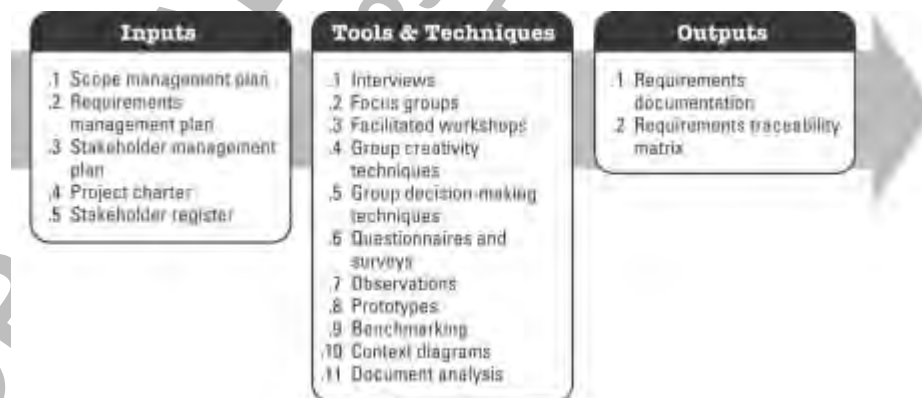 Inputs
.1 Scope management plan
.2 Requirements
management plan
.3 Stakeholder management
plan
.4 Project charter
.5 Stakeholder register
Tools & Techniques
.1 Interviews
.2 Focus groups
.3 Facilitated workshops
.4 Group creativity
techniques
.5 Group decision-making
techniques
.6 Questionnaires and
surveys
.7 Observations
.8 Prototypes
.9 Benchmarking
.10 Context diagrams
.11 Document analysis
Outputs
.1 Requirements
documentation
.2 Requirements traceability
matrix